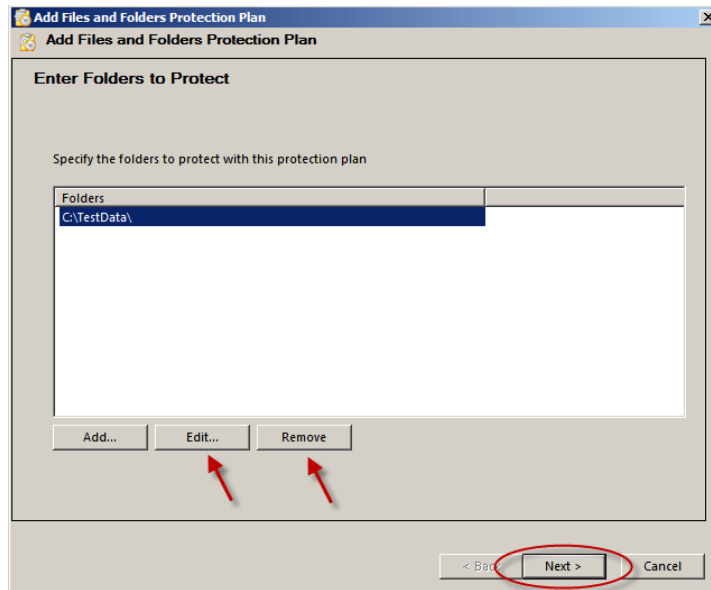 Add Files and Folders Protection Plan
Add Files and Folders Protection Plan
Enter Folders to Protect
Specify the folders to protect with this protection plan
Folders
C:\TestData\
Add... Edit... Remove
< Back Next > Cancel